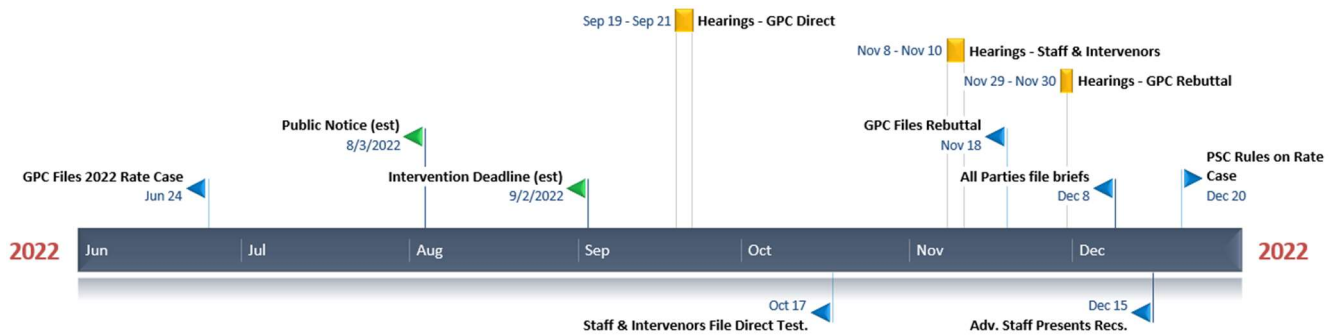 Sep 19 - Sep 21 Hearings - GPC Direct
Nov 8 - Nov 10 Hearings - Staff & Intervenors
Nov 29 - Nov 30 Hearings - GPC Rebuttal
Public Notice (est)
8/3/2022
GPC Files Rebuttal
Nov 18
GPC Files 2022 Rate Case
Jun 24
Intervention Deadline (est)
9/2/2022
All Parties file briefs
Dec 8
PSC Rules on Rate
Case
Dec 20
2022 Jun Jul Aug Sep Oct Nov Dec 2022
Oct 17
Staff & Intervenors File Direct Test.
Dec 15
Adv. Staff Presents Recs.